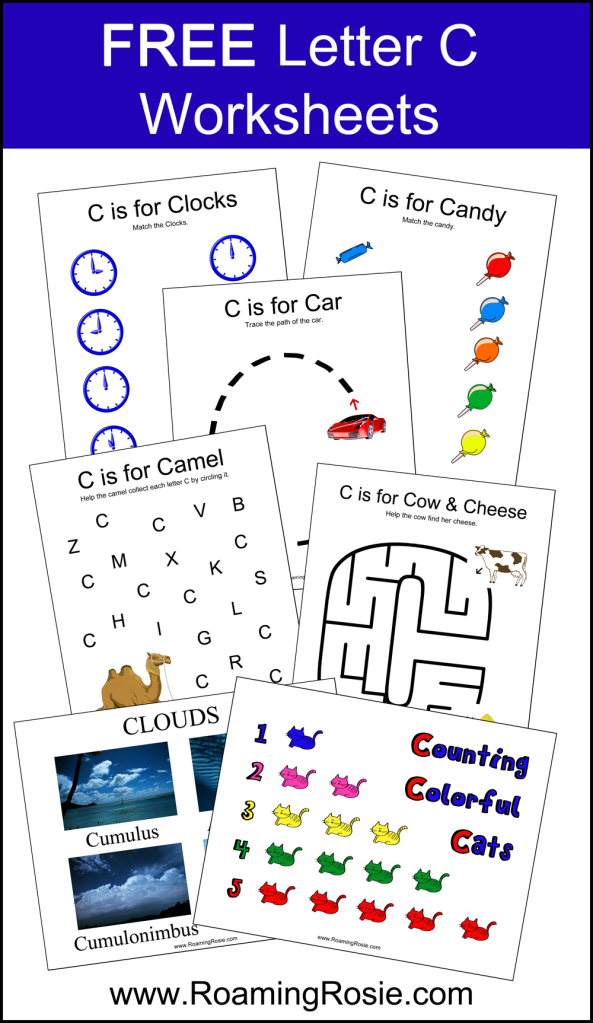 FREE Letter C
Worksheets
C is for Clocks
Match the Clocks.
C is for Candy
Match the candy.
C is for Car
Trace the path of the car.
C is for Camel
Help the camel collect each letter C by circling it.
C C V B
Z M X C
C C C K S
C H I G L C
C R C
C is for Cow & Cheese
Help the cow find her cheese.
CLOUDS
Cumulus
Cumulonimbus
www.RoamingRosie.com
1 Counting
2 Colorful
3 Cats
4
5
www.RoamingRosie.com
www.RoamingRosie.com